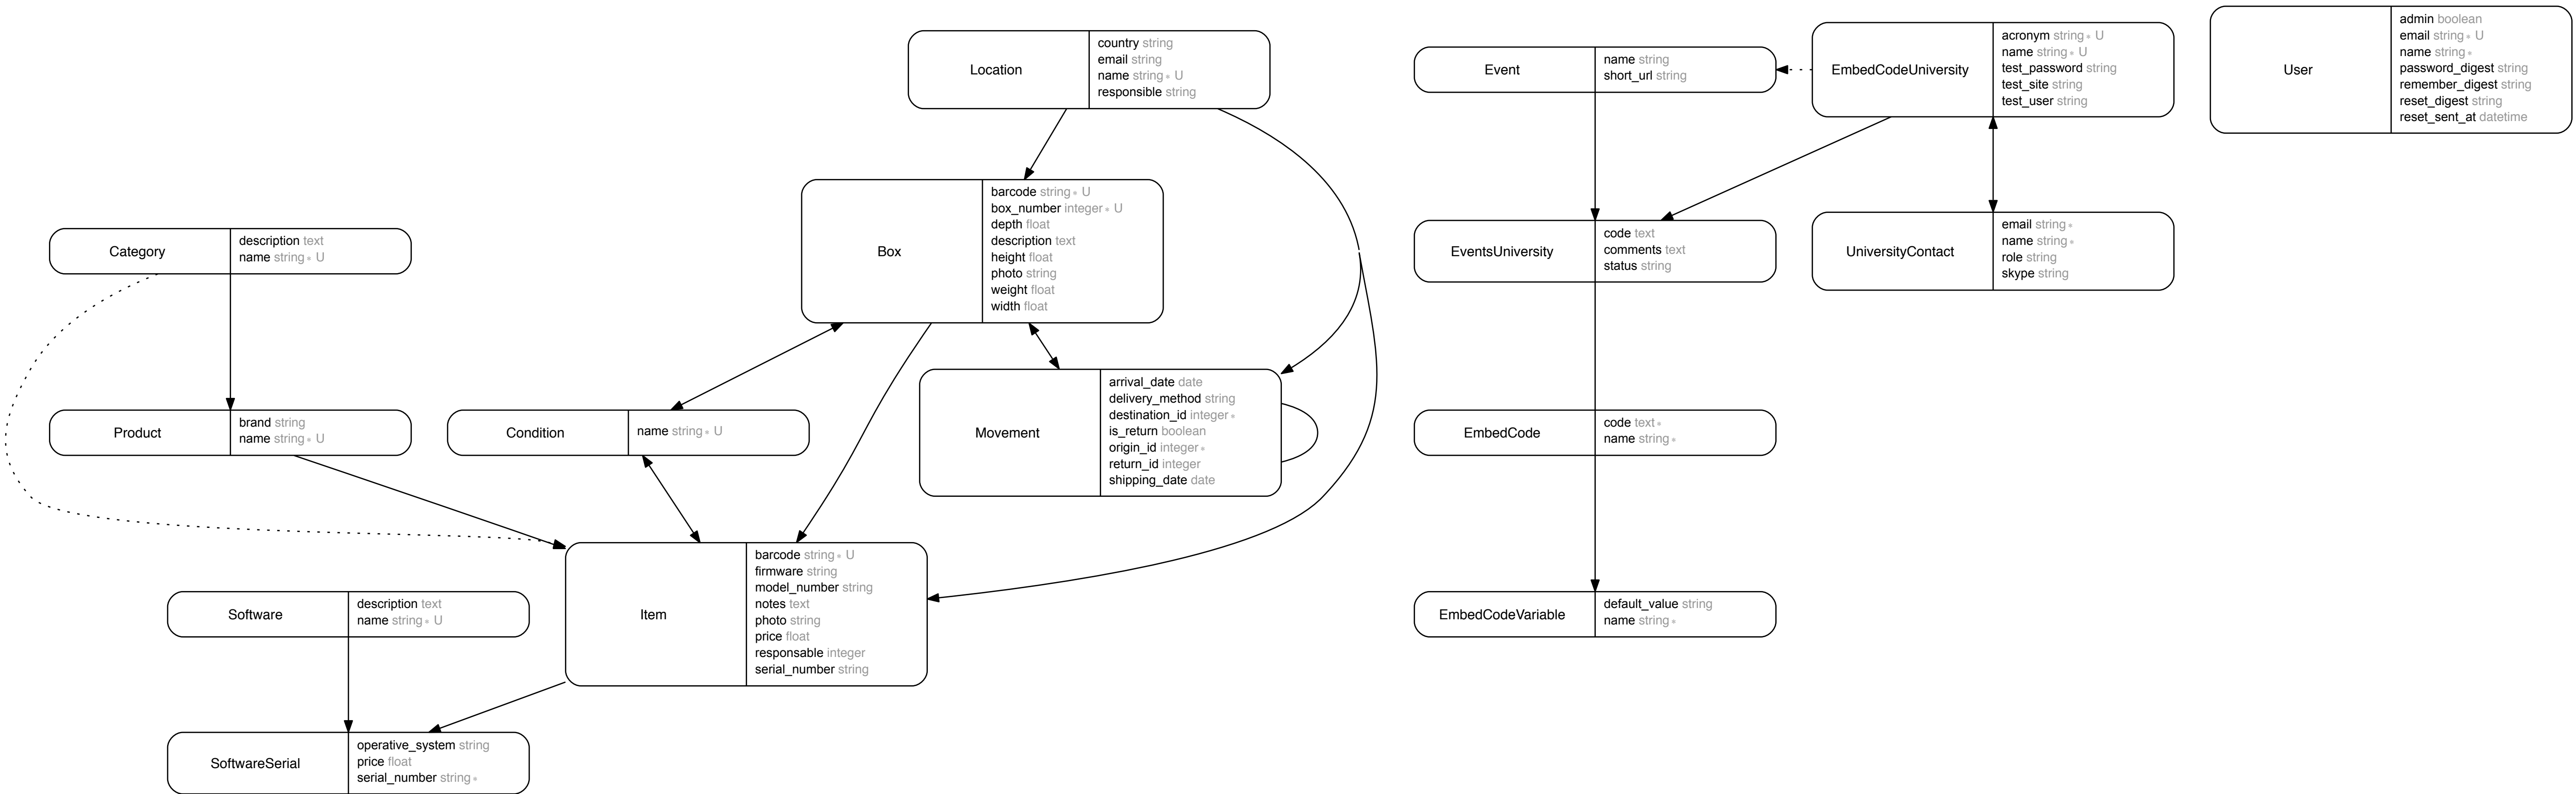 Location
country string
email string
name string * U
responsible string
Event
name string
short_url string
EmbedCodeUniversity
acronym string * U
name string * U
test_password string
test_site string
test_user string
User
admin boolean
email string * U
name string *
password_digest string
remember_digest string
reset_digest string
reset_sent_at datetime
Category
description text
name string * U
Box
barcode string * U
box_number integer * U
depth float
description text
height float
photo string
weight float
width float
EventsUniversity
code text
comments text
status string
UniversityContact
email string *
name string *
role string
skype string
Product
brand string
name string * U
Condition
name string * U
Movement
arrival_date date
delivery_method string
destination_id integer *
is_return boolean
origin_id integer *
return_id integer
shipping_date date
EmbedCode
code text *
name string *
Software
description text
name string * U
Item
barcode string * U
firmware string
model_number string
notes text
photo string
price float
responsable integer
serial_number string
EmbedCodeVariable
default_value string
name string *
SoftwareSerial
operative_system string
price float
serial_number string *